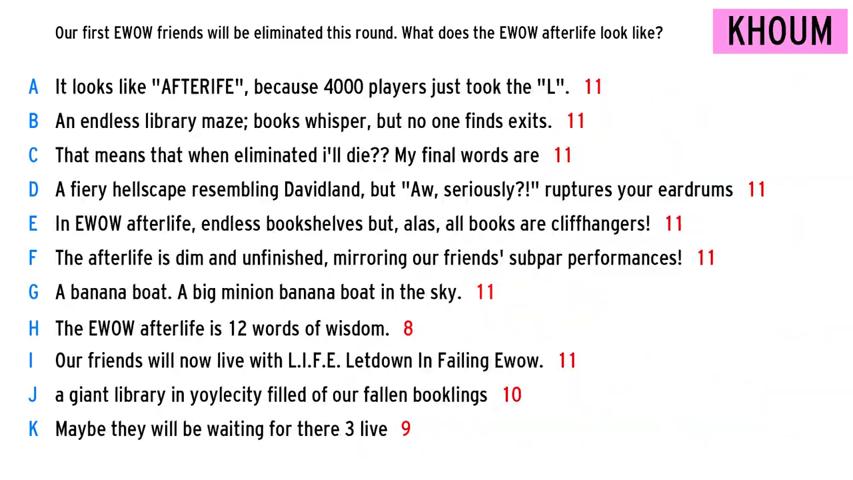 Our first EWOW friends will be eliminated this round. What does the EWOW afterlife look like?
KHOUM
A It looks like "AFTERIFE", because 4000 players just took the "L". 11
B An endless library maze; books whisper, but no one finds exits. 11
C That means that when eliminated i'll die?? My final words are 11
D A fiery hellscape resembling Davidland, but "Aw, seriously?!" ruptures your eardrums 11
E In EWOW afterlife, endless bookshelves but, alas, all books are cliffhangers! 11
F The afterlife is dim and unfinished, mirroring our friends' subpar performances! 11
G A banana boat. A big minion banana boat in the sky. 11
H The EWOW afterlife is 12 words of wisdom. 8
I Our friends will now live with L.I.F.E. Letdown In Failing Ewow. 11
J a giant library in yoylecity filled of our fallen booklings 10
K Maybe they will be waiting for there 3 live 9